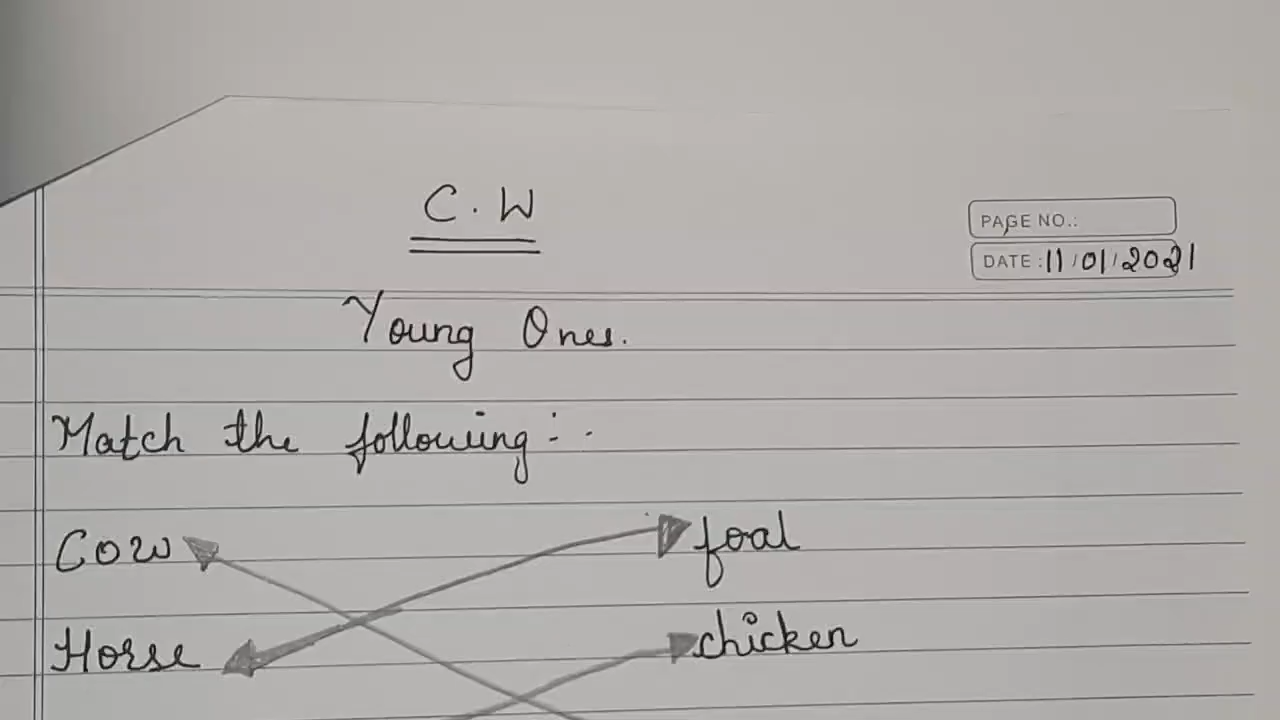 C.W
PAGE NO.:
DATE: 11/01/2021
Young Ones.
Match the following:-
Cow foal
Horse chicken